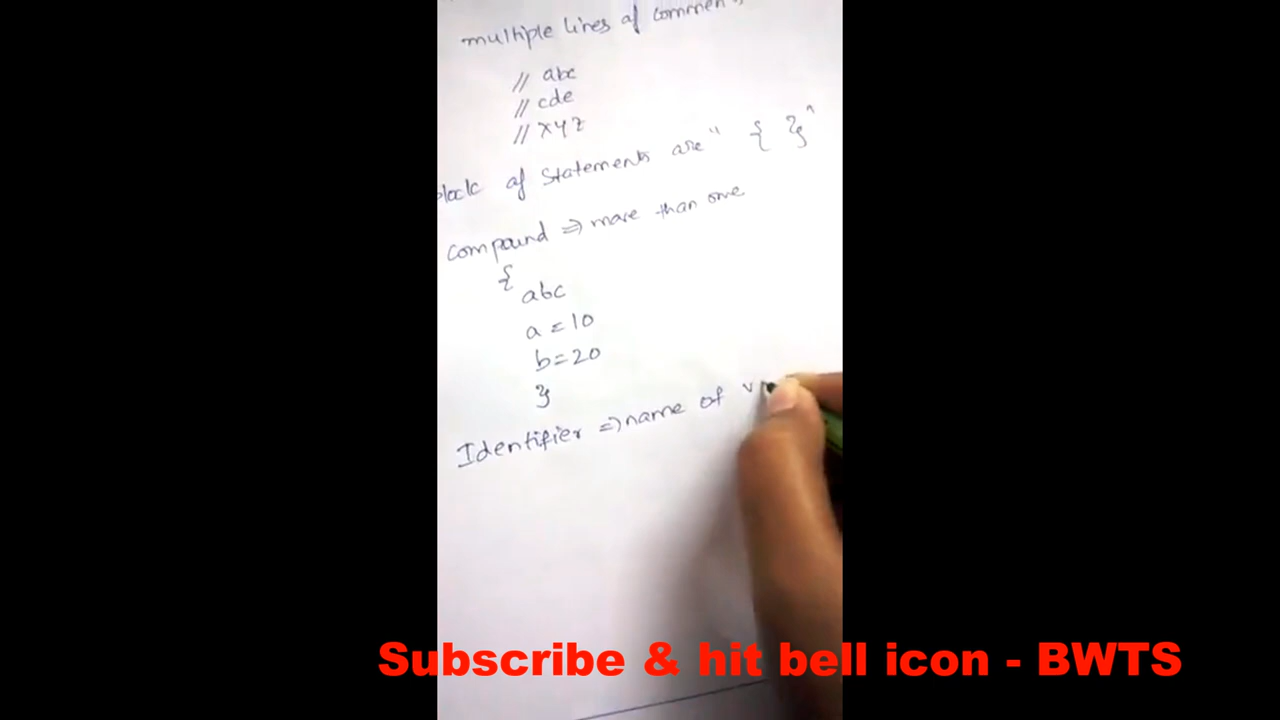 multiple lines of commen
// abc
// cde
// xyz
of statements are " { } "
compound => more than one
{
abc
a = 10
b = 20
}
Identifier => name of v
Subscribe & hit bell icon - BWTS